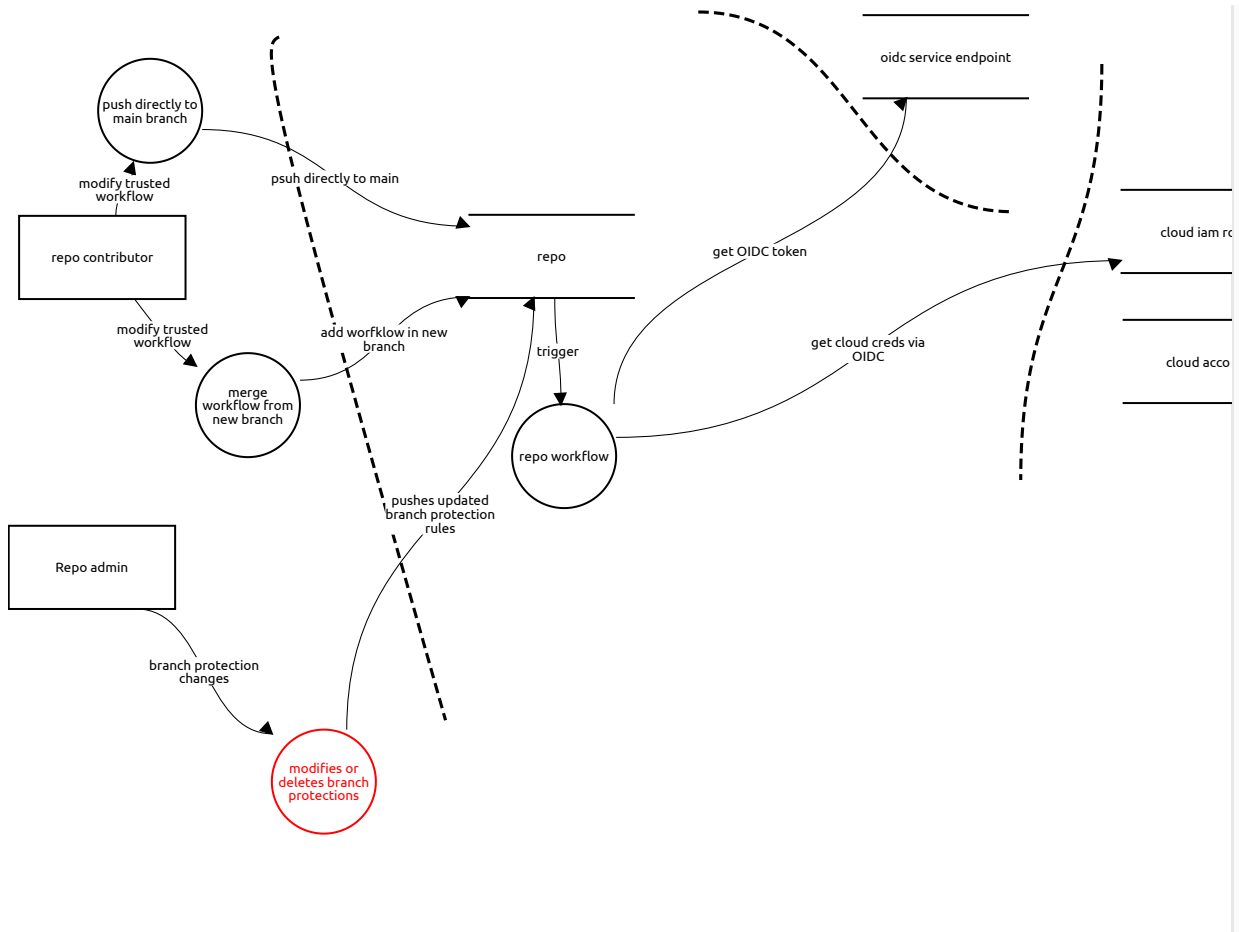 oidc service endpoint
push directly to
main branch
modify trusted
workflow
psuh directly to main
repo contributor
repo
cloud iam ro
get OIDC token
modify trusted
workflow
add worfklow in new
branch
trigger
get cloud creds via
OIDC
cloud acco
merge
workflow from
new branch
repo workflow
pushes updated
branch protection
rules
Repo admin
branch protection
changes
modifies or
deletes branch
protections